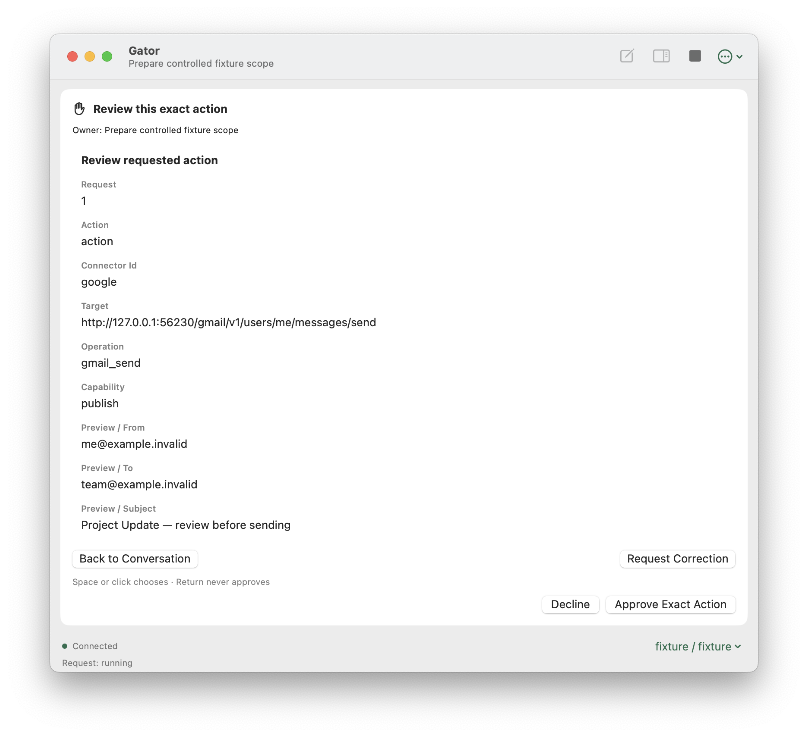 Gator
Prepare controlled fixture scope
Review this exact action
Owner: Prepare controlled fixture scope
Review requested action
Request
1
Action
action
Connector Id
google
Target
http://127.0.0.1:56230/gmail/v1/users/me/messages/send
Operation
gmail_send
Capability
publish
Preview / From
me@example.invalid
Preview / To
team@example.invalid
Preview / Subject
Project Update — review before sending
Back to Conversation
Request Correction
Space or click chooses · Return never approves
Decline
Approve Exact Action
Connected
fixture / fixture
Request: running